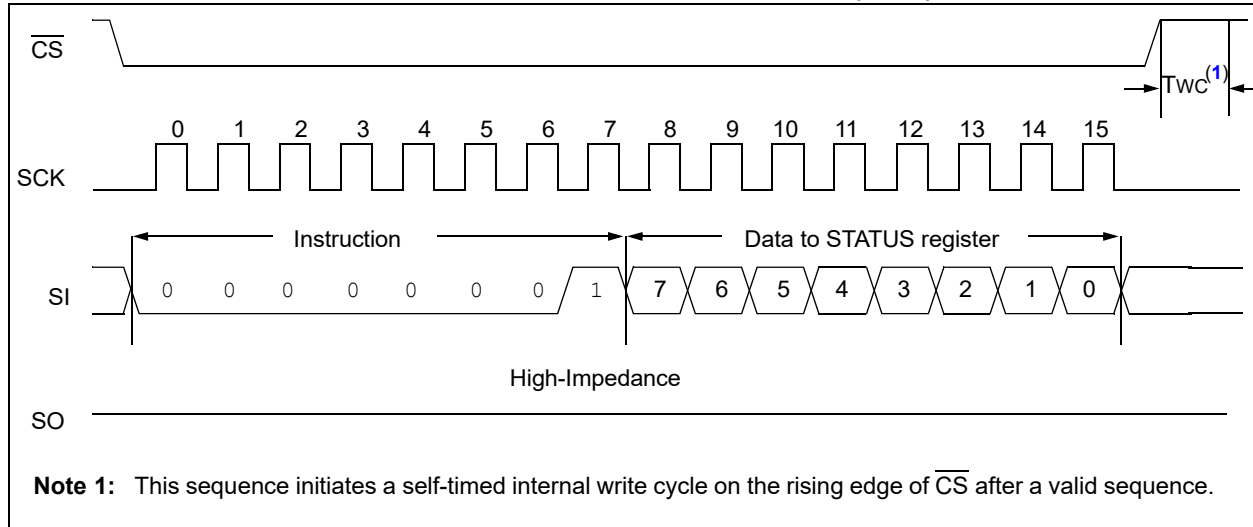 CS
TWC(1)
0 1 2 3 4 5 6 7 8 9 10 11 12 13 14 15
SCK
Instruction Data to STATUS register
SI 0 0 0 0 0 0 0 1 7 6 5 4 3 2 1 0
High-Impedance
SO
Note 1: This sequence initiates a self-timed internal write cycle on the rising edge of CS after a valid sequence.